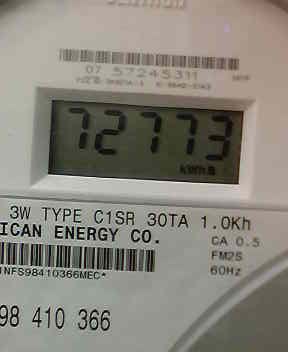 07 57245311
72773
3W TYPE C1SR 30TA 1.0Kh
ICAN ENERGY CO.
CA 0.5
FM2S
60Hz
INFS98410366MEC*
98 410 366